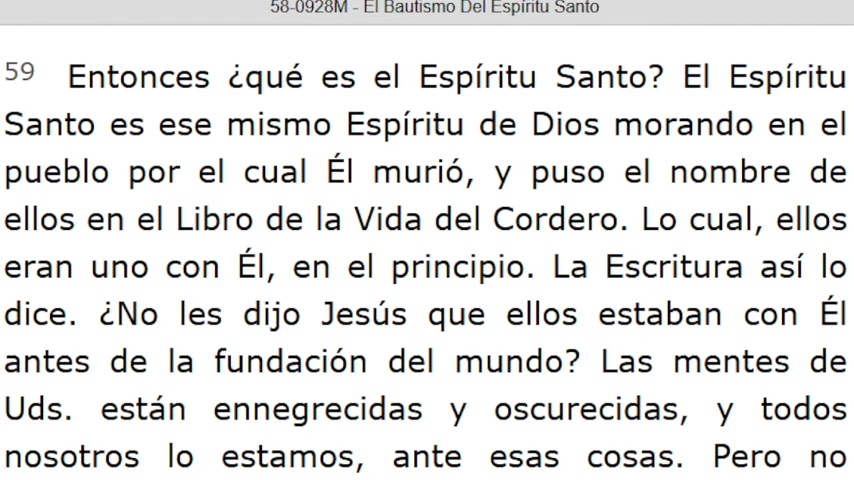 58-0928M - El Bautismo Del Espíritu Santo
59 Entonces ¿qué es el Espíritu Santo? El Espíritu
Santo es ese mismo Espíritu de Dios morando en el
pueblo por el cual Él murió, y puso el nombre de
ellos en el Libro de la Vida del Cordero. Lo cual, ellos
eran uno con Él, en el principio. La Escritura así lo
dice. ¿No les dijo Jesús que ellos estaban con Él
antes de la fundación del mundo? Las mentes de
Uds. están ennegrecidas y oscurecidas, y todos
nosotros lo estamos, ante esas cosas. Pero no